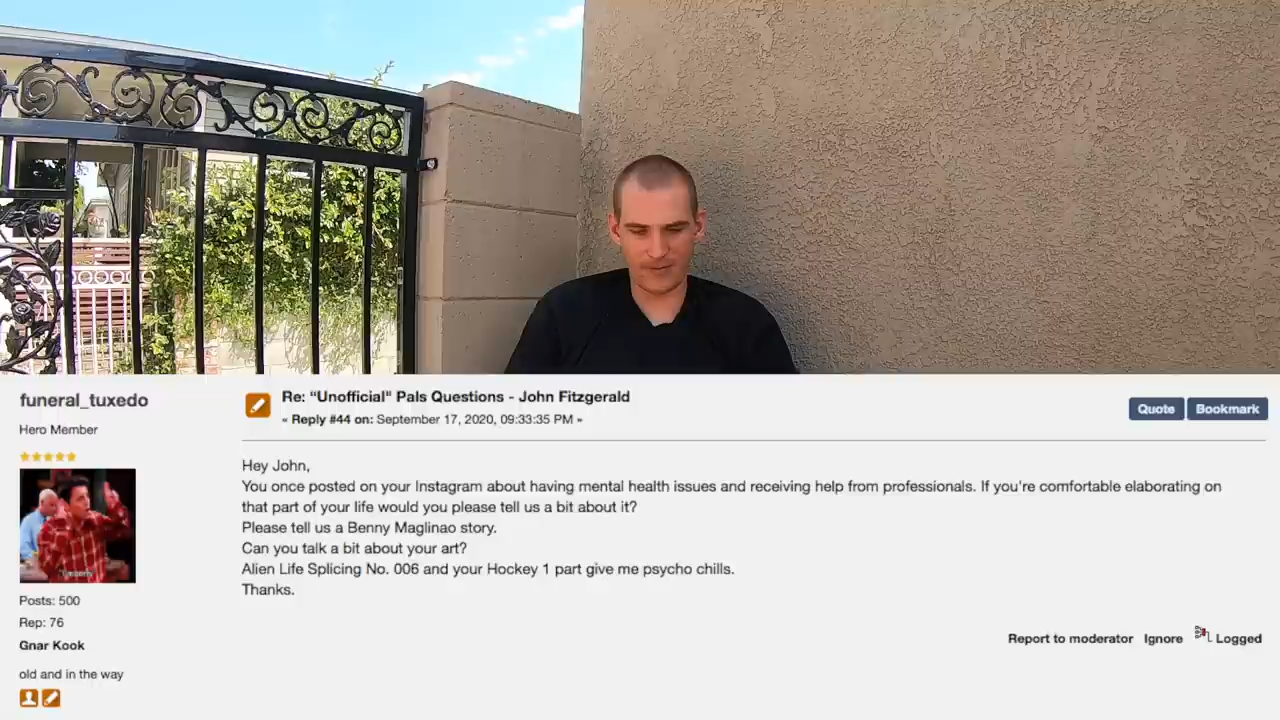 funeral_tuxedo
Hero Member
Posts: 500
Rep: 76
Gnar Kook
old and in the way
Re: “Unofficial" Pals Questions - John Fitzgerald
« Reply #44 on: September 17, 2020, 09:33:35 PM »
Quote
Bookmark
Hey John,
You once posted on your Instagram about having mental health issues and receiving help from professionals. If you're comfortable elaborating on
that part of your life would you please tell us a bit about it?
Please tell us a Benny Maglinao story.
Can you talk a bit about your art?
Alien Life Splicing No. 006 and your Hockey 1 part give me psycho chills.
Thanks.
Report to moderator Ignore Logged